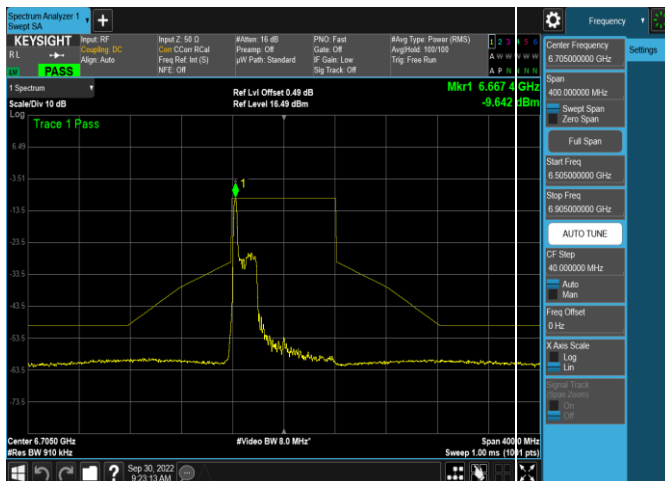 Spectrum Analyzer 1
Swept SA
+
Frequency
KEYSIGHT
Input: RF
Input Z: 50 Ω
#Atten: 16 dB
PNO: Fast
#Avg Type: Power (RMS)
1 2 3 4 5 6
R L
Coupling: DC
Corr CCorr RCal
Preamp: Off
Gate: Off
Avg|Hold: 100/100
Align: Auto
Freq Ref: Int (S)
µW Path: Standard
IF Gain: Low
Trig: Free Run
NFE: Off
Sig Track: Off
PASS
A P N N N N
1 Spectrum
Scale/Div 10 dB
Ref Lvl Offset 0.49 dB
Ref Level 16.49 dBm
Mkr1 6.667 4 GHz
-9.642 dBm
Log
Trace 1 Pass
6.49
-3.51
-13.5
-23.5
-33.5
-43.5
-53.5
-63.5
-73.5
1
Center 6.7050 GHz
#Video BW 8.0 MHz*
Span 400.0 MHz
#Res BW 910 kHz
Sweep 1.00 ms (1001 pts)
Sep 30, 2022
9:23:13 AM
?
Settings
Center Frequency
6.705000000 GHz
Span
400.000000 MHz
Swept Span
Zero Span
Full Span
Start Freq
6.505000000 GHz
Stop Freq
6.905000000 GHz
AUTO TUNE
CF Step
40.000000 MHz
Auto
Man
Freq Offset
0 Hz
X Axis Scale
Log
Lin
Signal Track
(Span Zoom)
On
Off